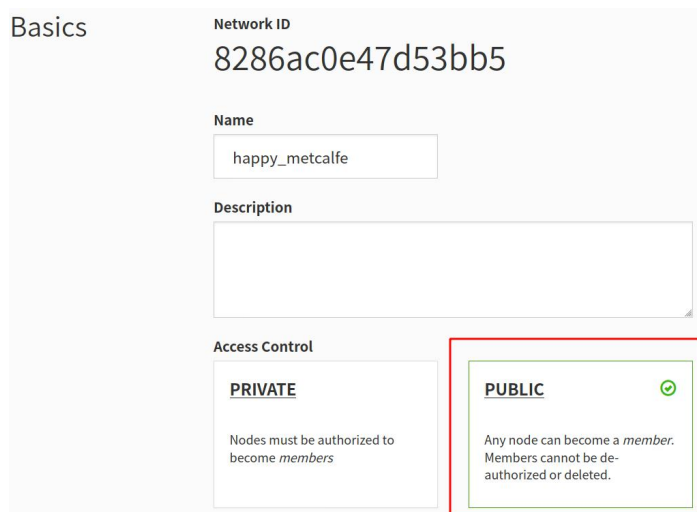 Basics
Network ID
8286ac0e47d53bb5
Name
happy_metcalfe
Description
Access Control
PRIVATE
Nodes must be authorized to
become members
PUBLIC
Any node can become a member.
Members cannot be de-
authorized or deleted.